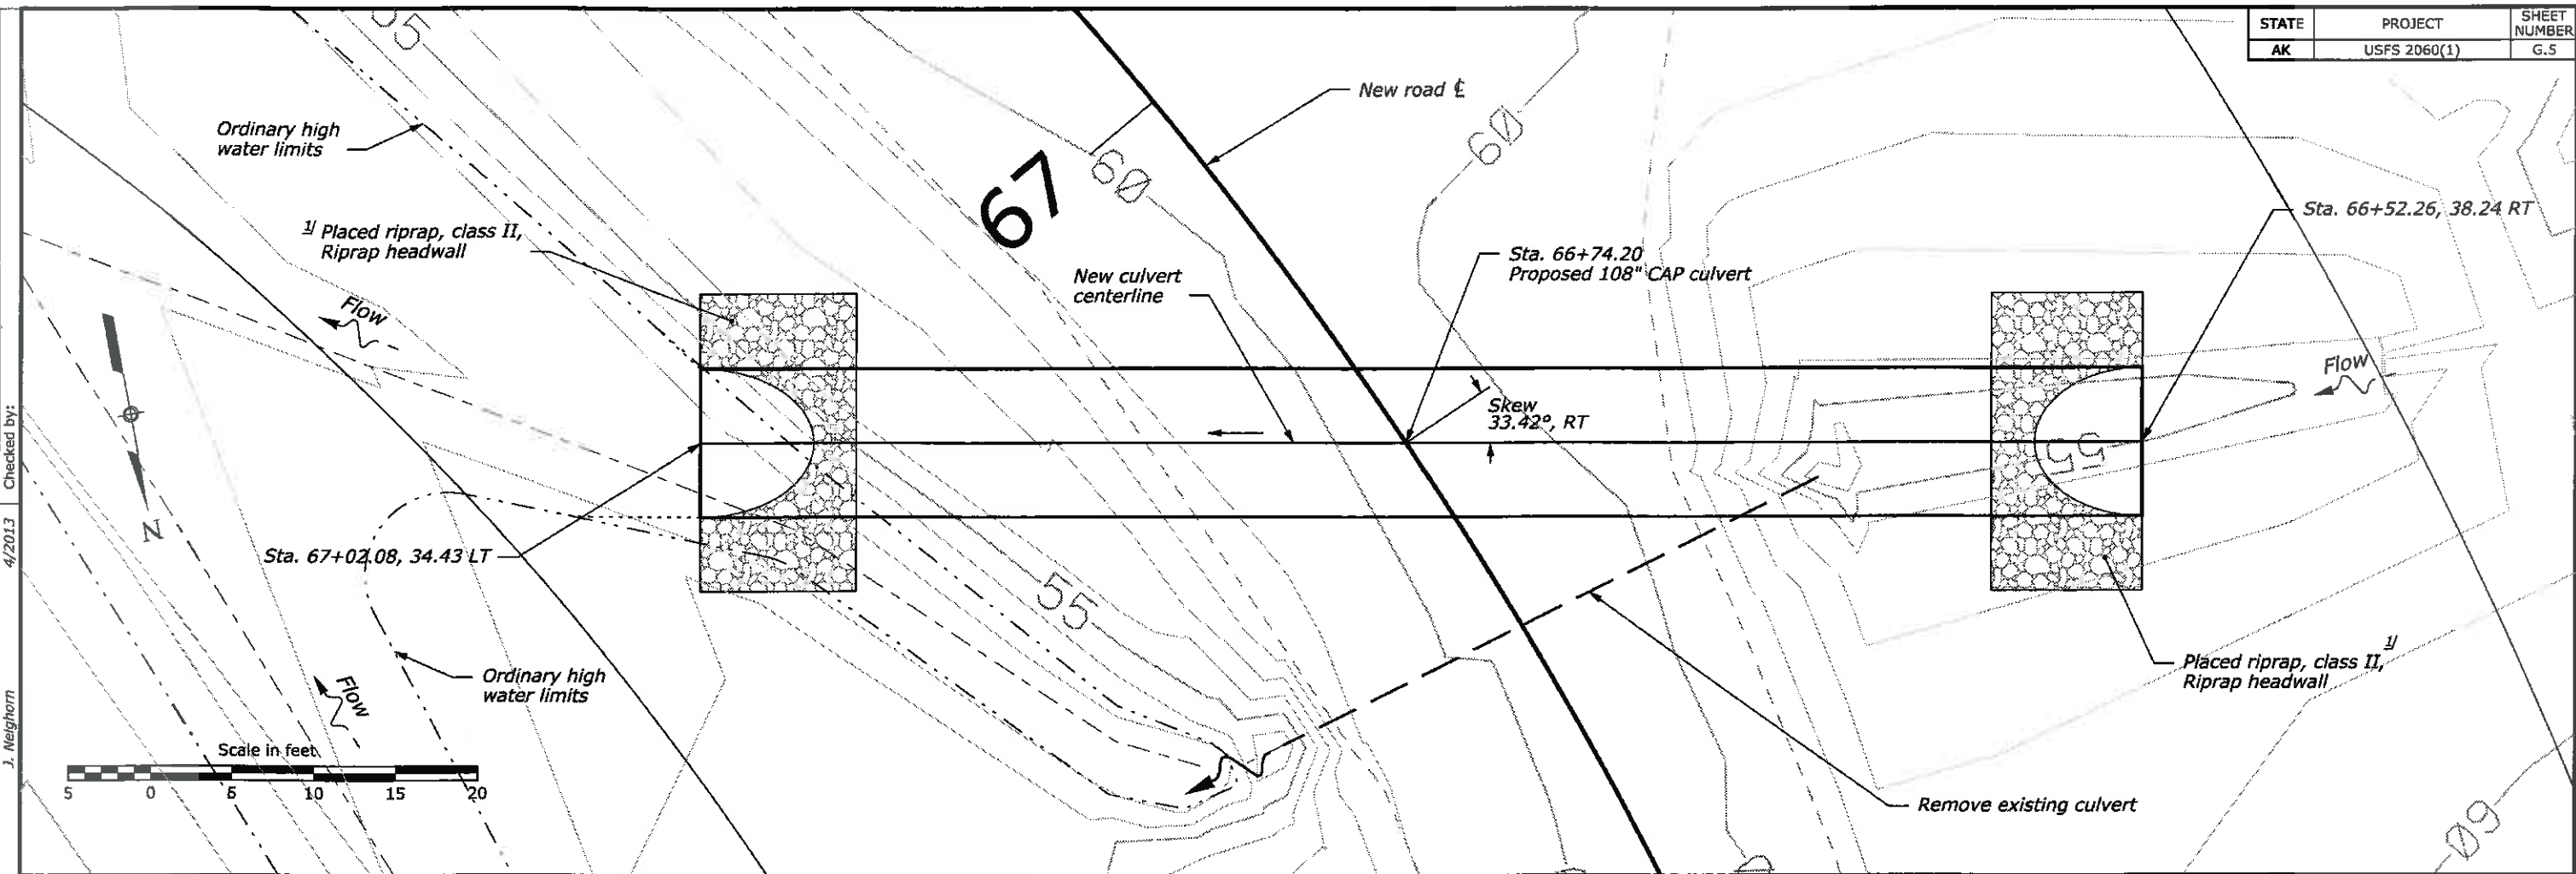 STATE PROJECT SHEET NUMBER
AK USFS 2060(1) G.5
55
Ordinary high
water limits
New road ℄
60
60
67
1/ Placed riprap, class II,
Riprap headwall
Sta. 66+52.26, 38.24 RT
Sta. 66+74.20
Proposed 108" CAP culvert
New culvert
centerline
Flow
Flow
Skew
33.42°, RT
55
N
Sta. 67+02.08, 34.43 LT
55
Ordinary high
water limits
Flow
Placed riprap, class II, 1/
Riprap headwall
Scale in feet
5 0 5 10 15 20
Remove existing culvert
60
Checked by:
4/2013
J. Neighorn